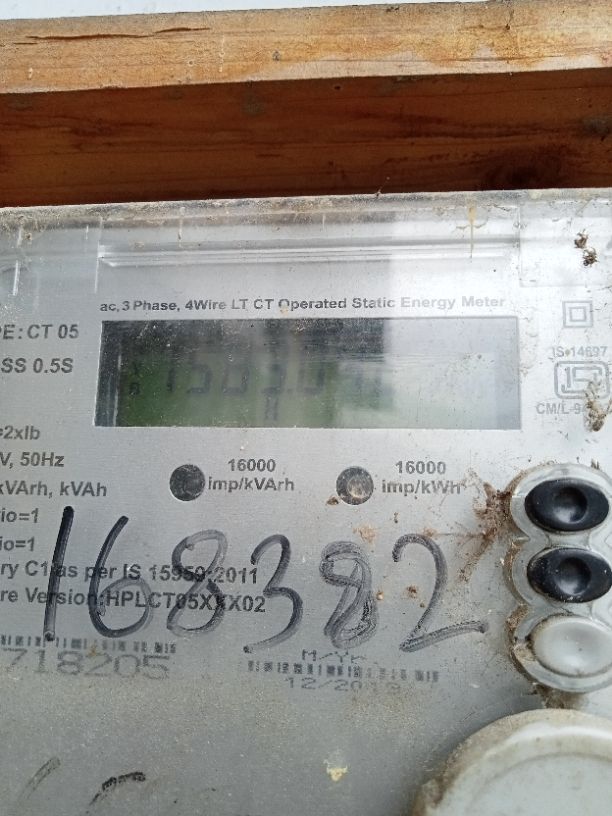 ac, 3 Phase, 4Wire LT CT Operated Static Energy Meter
E: CT 05
SS 0.5S
IS 14697
CM/L-
=2xIb
V, 50Hz
kVArh, kVAh
io=1
io=1
16000
imp/kVArh
16000
imp/kWh
ry C1 as per IS 15959:2011
re Version:HPLCT05XXX02
168382
718205
M/Yr.